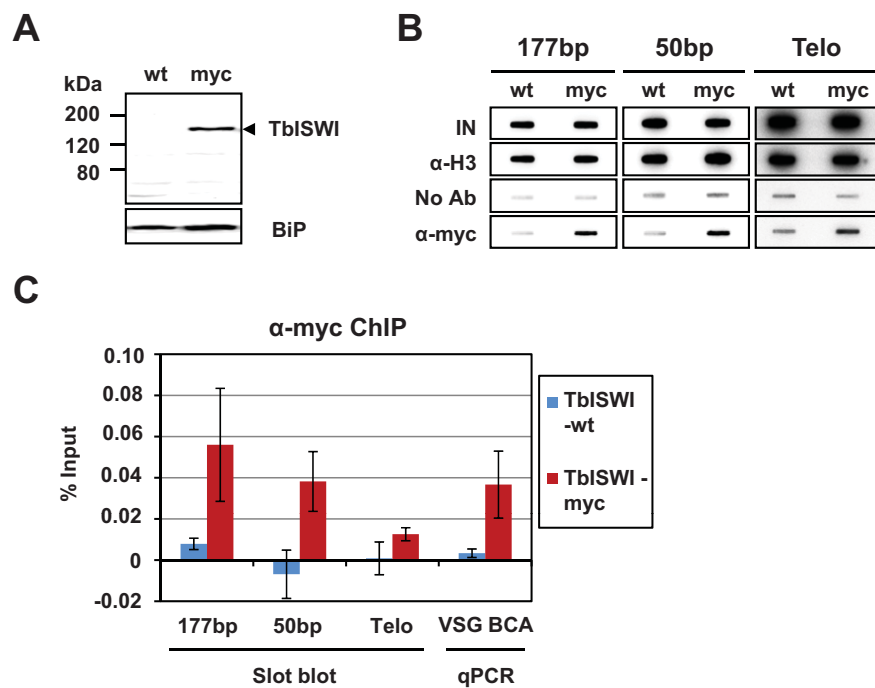 A
wt myc
kDa
200
120
80
TbISWI
BiP
B
177bp 50bp Telo
wt myc wt myc wt myc
IN
α-H3
No Ab
α-myc
C
α-myc ChIP
0.10
0.08
0.06
0.04
0.02
0
-0.02
% Input
177bp 50bp Telo VSG BCA
Slot blot qPCR
TbISWI
-wt
TbISWI -
myc